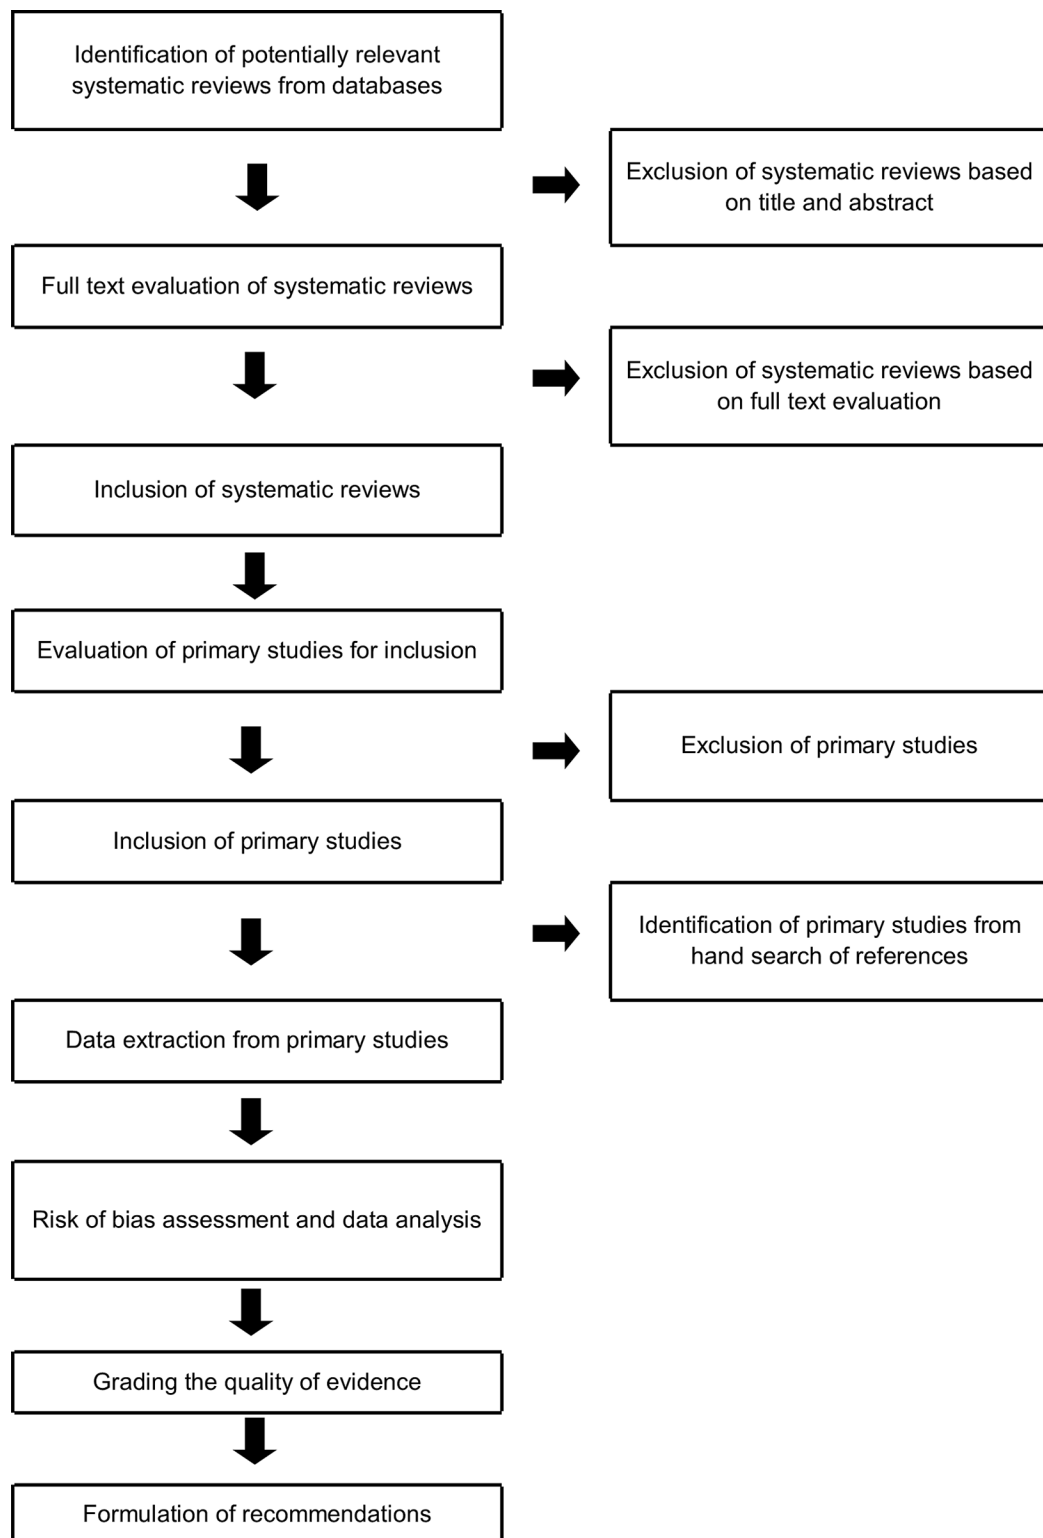 Identification of potentially relevant
systematic reviews from databases
Exclusion of systematic reviews based
on title and abstract
Full text evaluation of systematic reviews
Exclusion of systematic reviews based
on full text evaluation
Inclusion of systematic reviews
Evaluation of primary studies for inclusion
Exclusion of primary studies
Inclusion of primary studies
Identification of primary studies from
hand search of references
Data extraction from primary studies
Risk of bias assessment and data analysis
Grading the quality of evidence
Formulation of recommendations